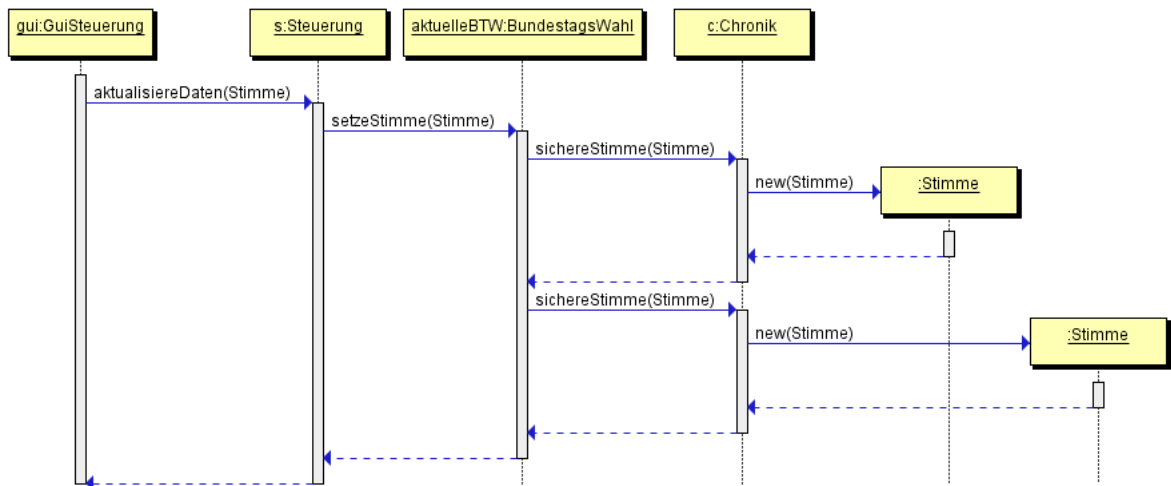 gui:GuiSteuerung
s:Steuerung
aktuelleBTW:BundestagsWahl
c:Chronik
aktualisiereDaten(Stimme)
setzeStimme(Stimme)
sichereStimme(Stimme)
new(Stimme)
:Stimme
sichereStimme(Stimme)
new(Stimme)
:Stimme